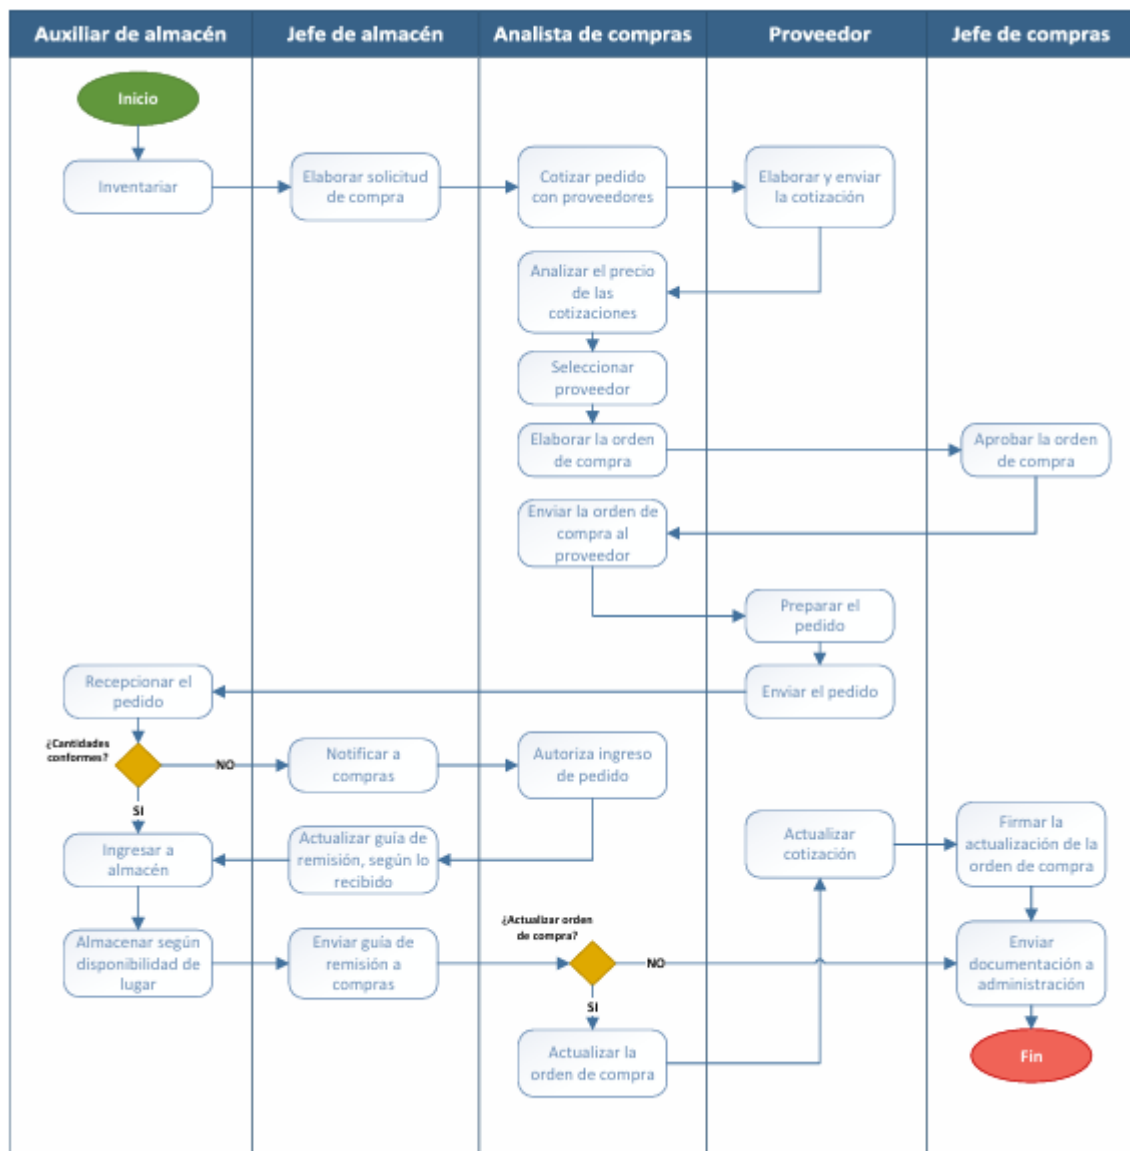 Auxiliar de almacén
Jefe de almacén
Analista de compras
Proveedor
Jefe de compras
Inicio
Inventariar
Elaborar solicitud
de compra
Cotizar pedido
con proveedores
Elaborar y enviar
la cotización
Analizar el precio
de las
cotizaciones
Seleccionar
proveedor
Elaborar la orden
de compra
Aprobar la orden
de compra
Enviar la orden de
compra al
proveedor
Preparar el
pedido
Enviar el pedido
Recepcionar el
pedido
¿Cantidades
conformes?
NO
Notificar a
compras
Autoriza ingreso
de pedido
SI
Ingresar a
almacén
Actualizar guía de
remisión, según lo
recibido
Actualizar
cotización
Firmar la
actualización de la
orden de compra
Almacenar según
disponibilidad de
lugar
Enviar guía de
remisión a
compras
¿Actualizar orden
de compra?
NO
Enviar
documentación a
administración
SI
Actualizar la
orden de compra
Fin